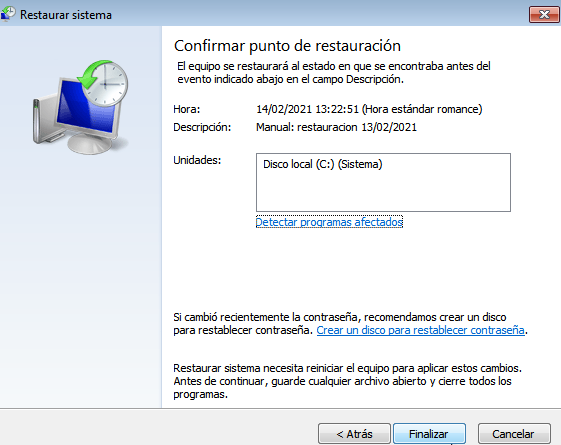 Restaurar sistema
Confirmar punto de restauración
El equipo se restaurará al estado en que se encontraba antes del
evento indicado abajo en el campo Descripción.
Hora: 14/02/2021 13:22:51 (Hora estándar romance)
Descripción: Manual: restauracion 13/02/2021
Unidades: Disco local (C:) (Sistema)
Detectar programas afectados
Si cambió recientemente la contraseña, recomendamos crear un disco
para restablecer contraseña. Crear un disco para restablecer contraseña.
Restaurar sistema necesita reiniciar el equipo para aplicar estos cambios.
Antes de continuar, guarde cualquier archivo abierto y cierre todos los
programas.
< Atrás Finalizar Cancelar